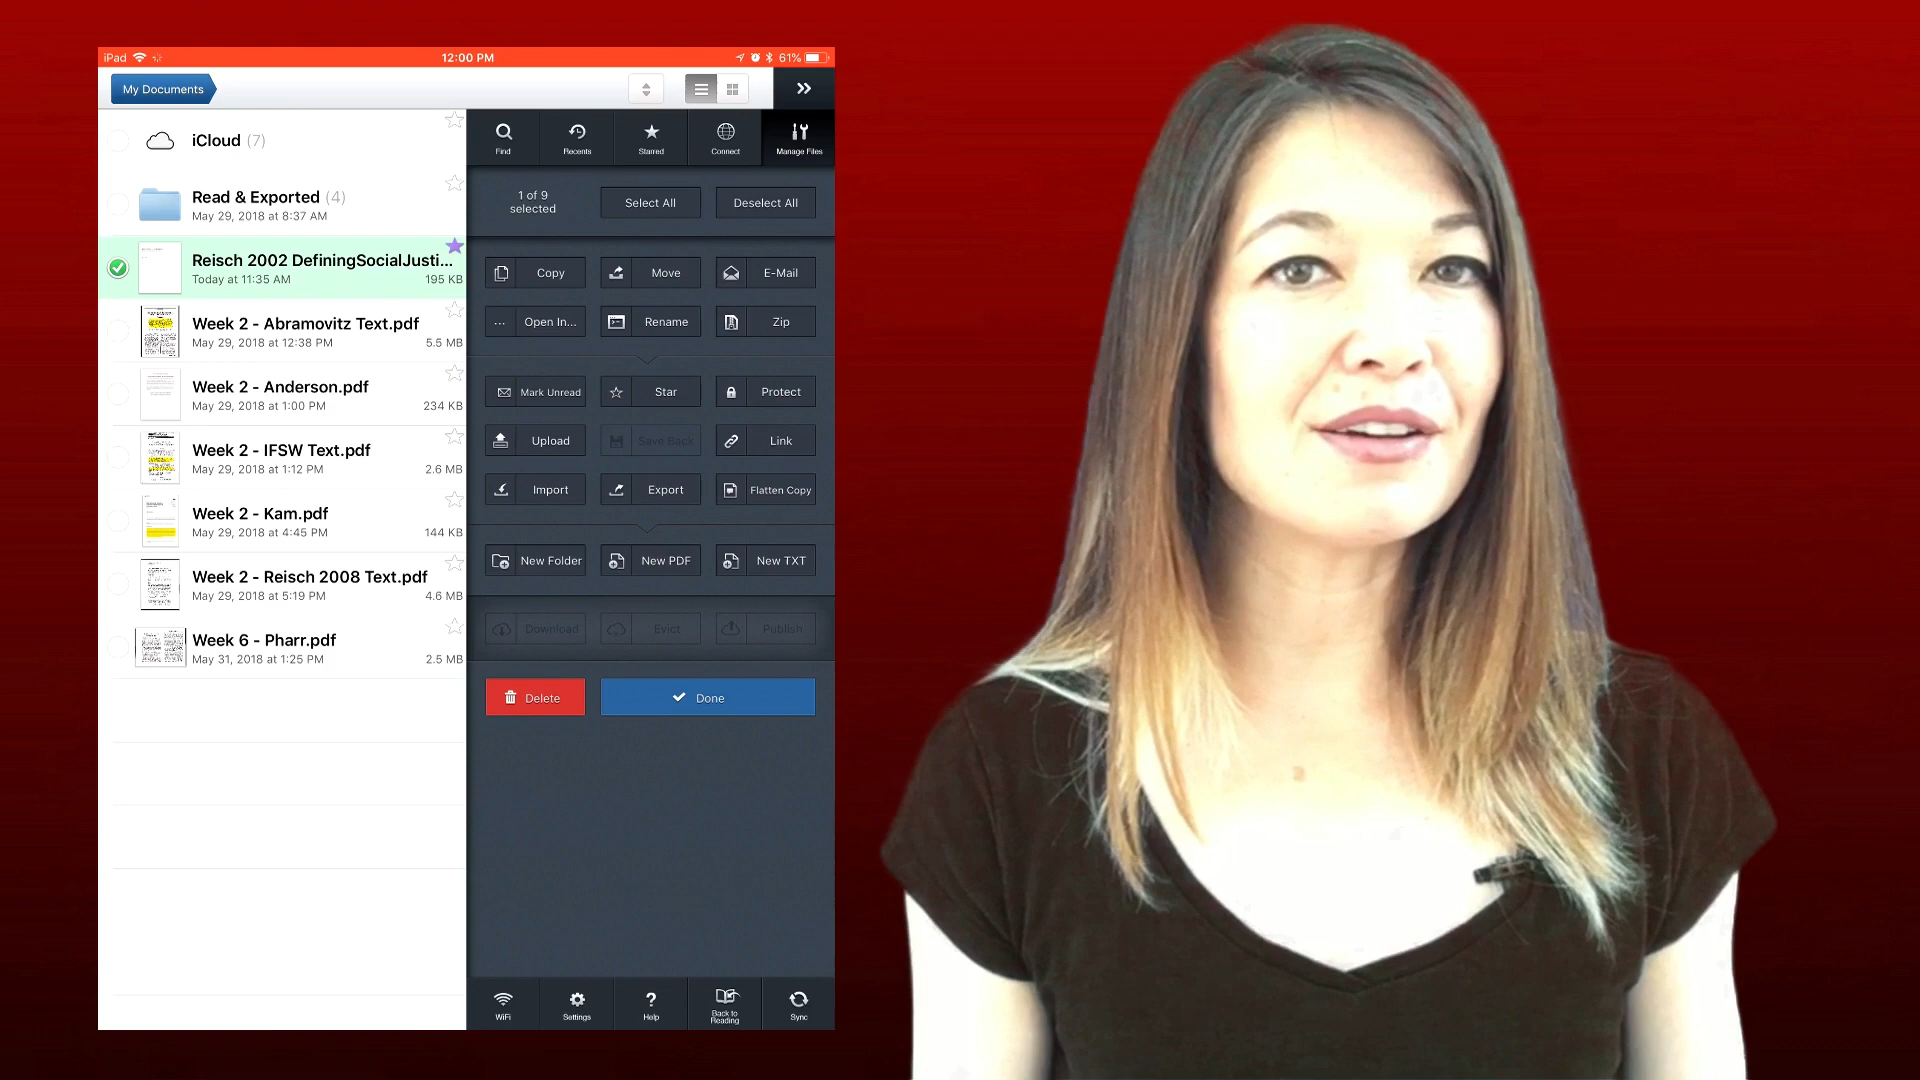 iPad 12:00 PM 61%
My Documents
iCloud (7)
Read & Exported (4)
May 29, 2018 at 8:37 AM
Reisch 2002 DefiningSocialJusti...
Today at 11:35 AM 195 KB
Week 2 - Abramovitz Text.pdf
May 29, 2018 at 12:38 PM 5.5 MB
Week 2 - Anderson.pdf
May 29, 2018 at 1:00 PM 234 KB
Week 2 - IFSW Text.pdf
May 29, 2018 at 1:12 PM 2.6 MB
Week 2 - Kam.pdf
May 29, 2018 at 4:45 PM 144 KB
Week 2 - Reisch 2008 Text.pdf
May 29, 2018 at 5:19 PM 4.6 MB
Week 6 - Pharr.pdf
May 31, 2018 at 1:25 PM 2.5 MB
Find Recents Starred Connect Manage Files
1 of 9
selected
Select All Deselect All
Copy Move E-Mail
Open In... Rename Zip
Mark Unread Star Protect
Upload Save Back Link
Import Export Flatten Copy
New Folder New PDF New TXT
Download Evict Publish
Delete Done
WiFi Settings Help Back to Reading Sync